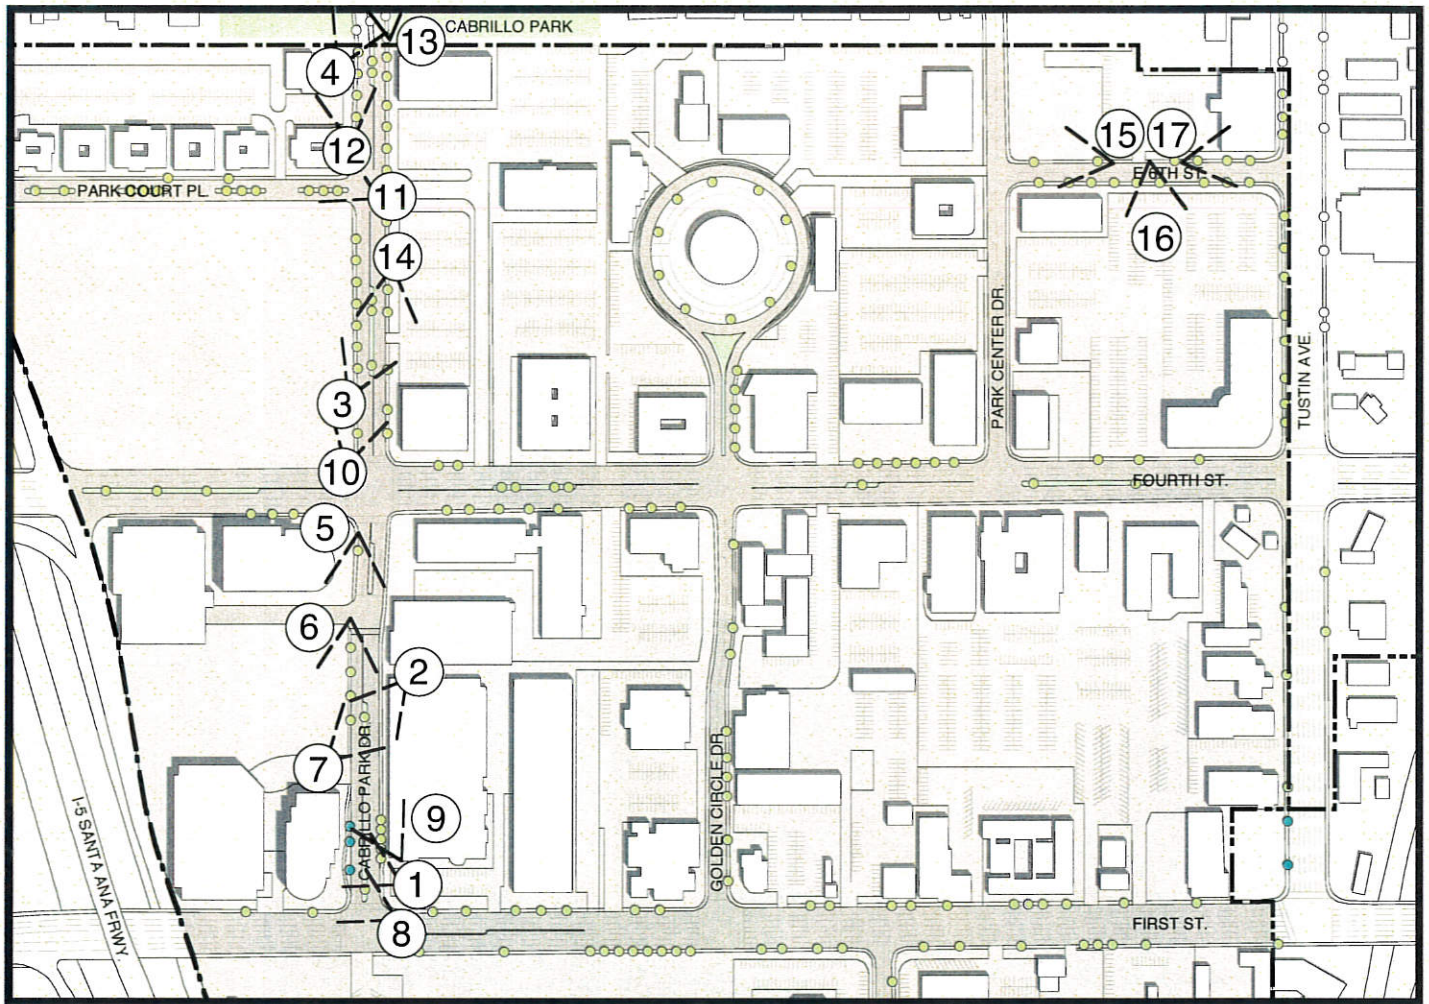 CABRILLO PARK
13
4
15
17
12
E 6TH ST.
PARK COURT PL
11
16
14
PARK CENTER DR.
TUSTIN AVE.
3
10
FOURTH ST.
5
6
2
7
CABRILLO PARK DR
GOLDEN CIRCLE DR
9
I-5 SANTA ANA FRWY.
1
8
FIRST ST.